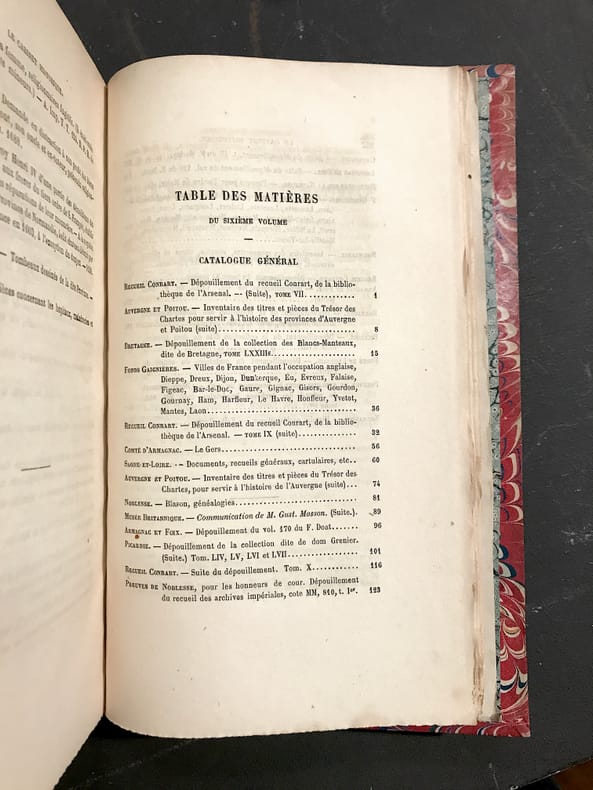 LE CABINET HISTORIQUE.
TABLE DES MATIÈRES
DU SIXIÈME VOLUME
CATALOGUE GÉNÉRAL
RECUEIL CONRART. — Dépouillement du recueil Conrart, de la biblio-
thèque de l'Arsenal. — (Suite), TOME VII. 1
AUVERGNE ET POITOU. — Inventaire des titres et pièces du Trésor des
Chartes pour servir à l'histoire des provinces d'Auvergne
et Poitou (suite) 8
BRETAGNE. — Dépouillement de la collection des Blancs-Manteaux,
dite de Bretagne, TOME LXXIIIe 15
FONDS GAIGNIÈRES. — Villes de France pendant l'occupation anglaise,
Dieppe, Dreux, Dijon, Dunkerque, Eu, Evreux, Falaise,
Figeac, Bar-le-Duc, Gaure, Gignac, Gisors, Gourdon,
Gournay, Ham, Harfleur, Le Havre, Honfleur, Yvetot,
Mantes, Laon 36
RECUEIL CONRART. — Dépouillement du recueil Conrart, de la biblio-
thèque de l'Arsenal. — TOME IX (suite) 32
COMTÉ D'ARMAGNAC. — Le Gers 56
SAONE-ET-LOIRE. — Documents, recueils généraux, cartulaires, etc.. 60
AUVERGNE ET POITOU. — Inventaire des titres et pièces du Trésor des
Chartes, pour servir à l'histoire de l'Auvergne (suite) 74
NOBLESSE. — Blason, généalogies 81
MUSÉE BRITANNIQUE. — Communication de M. Gust. Masson. (Suite). 89
ARMAGNAC ET FOIX. — Dépouillement du vol. 170 du F. Doat 96
PICARDIE. — Dépouillement de la collection dite de dom Grenier.
(Suite.) Tom. LIV, LV, LVI et LVII 101
RECUEIL CONRART. — Suite du dépouillement. Tom. X 116
PREUVES DE NOBLESSE, pour les honneurs de cour. Dépouillement
du recueil des archives impériales, cote MM, 810, t. Ier. 123